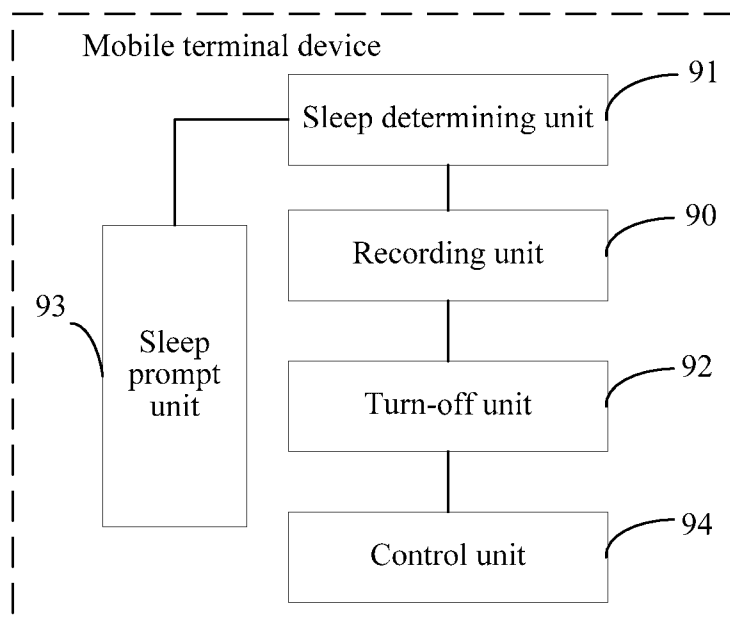 Mobile terminal device
91
Sleep determining unit
90
Recording unit
93
Sleep
prompt
unit
92
Turn-off unit
94
Control unit